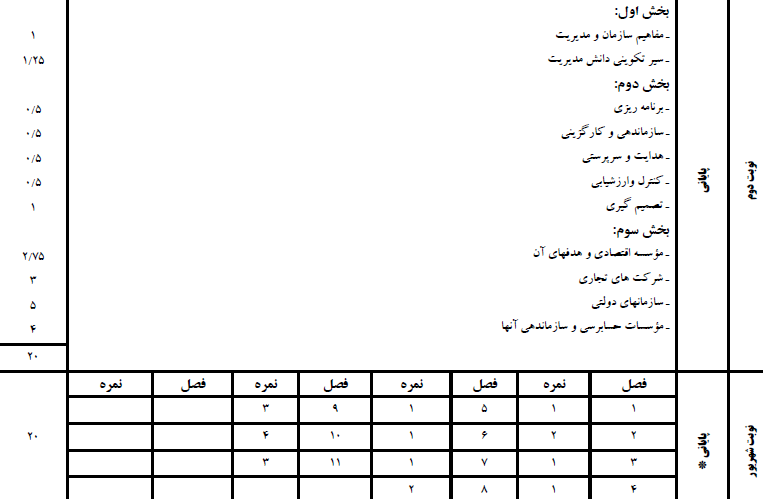 نوبت دوم
پایانی
بخش اول:
ـ مفاهیم سازمان و مدیریت ۱
ـ سیر تکوینی دانش مدیریت ۱/۲۵
بخش دوم:
ـ برنامه ریزی ۰/۵
ـ سازماندهی و کارگزینی ۰/۵
ـ هدایت و سرپرستی ۰/۵
ـ کنترل وارزشیابی ۰/۵
ـ تصمیم گیری ۱
بخش سوم:
ـ مؤسسه اقتصادی و هدفهای آن ۲/۷۵
ـ شرکت های تجاری ۳
ـ سازمانهای دولتی ۵
ـ مؤسسات حسابرسی و سازماندهی آنها ۴
۲۰
نوبت شهریور
پایانی *
فصل نمره فصل نمره فصل نمره فصل نمره
۱ ۱ ۵ ۱ ۹ ۳
۲ ۲ ۶ ۱ ۱۰ ۴
۳ ۱ ۷ ۱ ۱۱ ۳
۴ ۱ ۸ ۲
۲۰